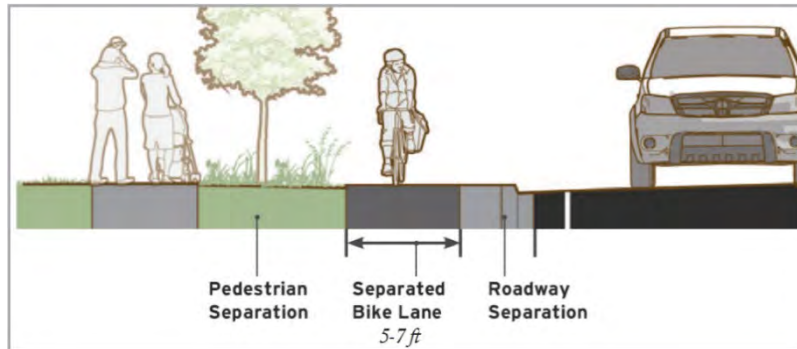 Pedestrian
Separation
Separated
Bike Lane
5-7 ft
Roadway
Separation